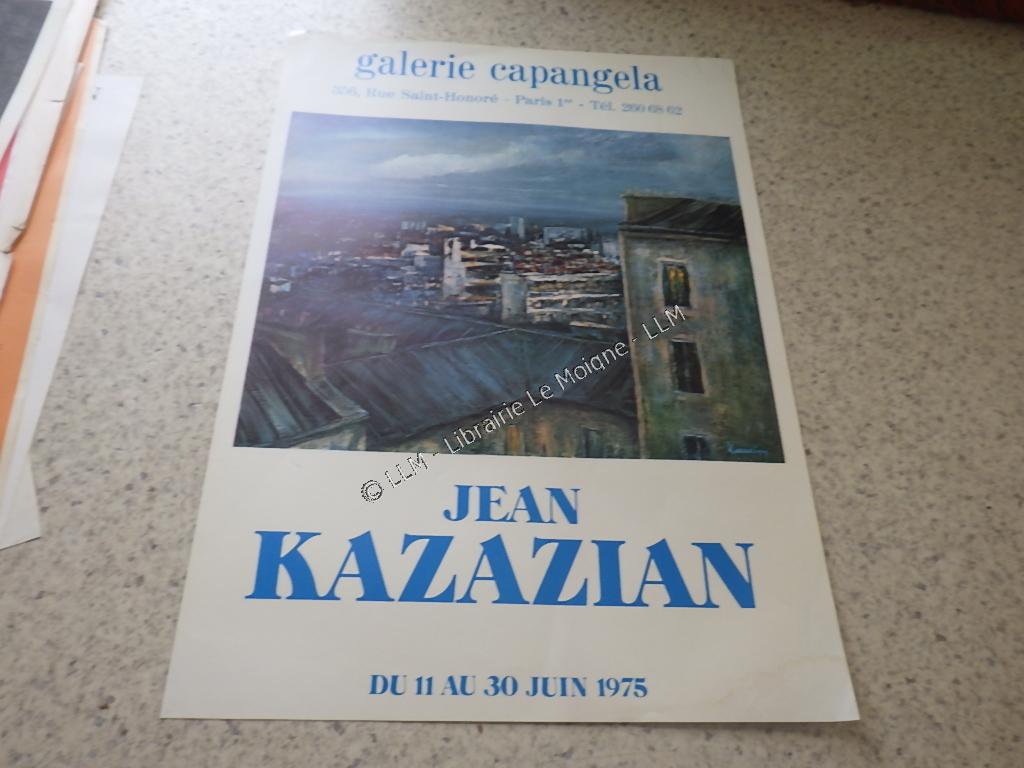 galerie capangela
356, Rue Saint-Honoré - Paris 1er - Tél. 260 68 62
© LLM - Librairie Le Moigne - LLM
JEAN
KAZAZIAN
DU 11 AU 30 JUIN 1975